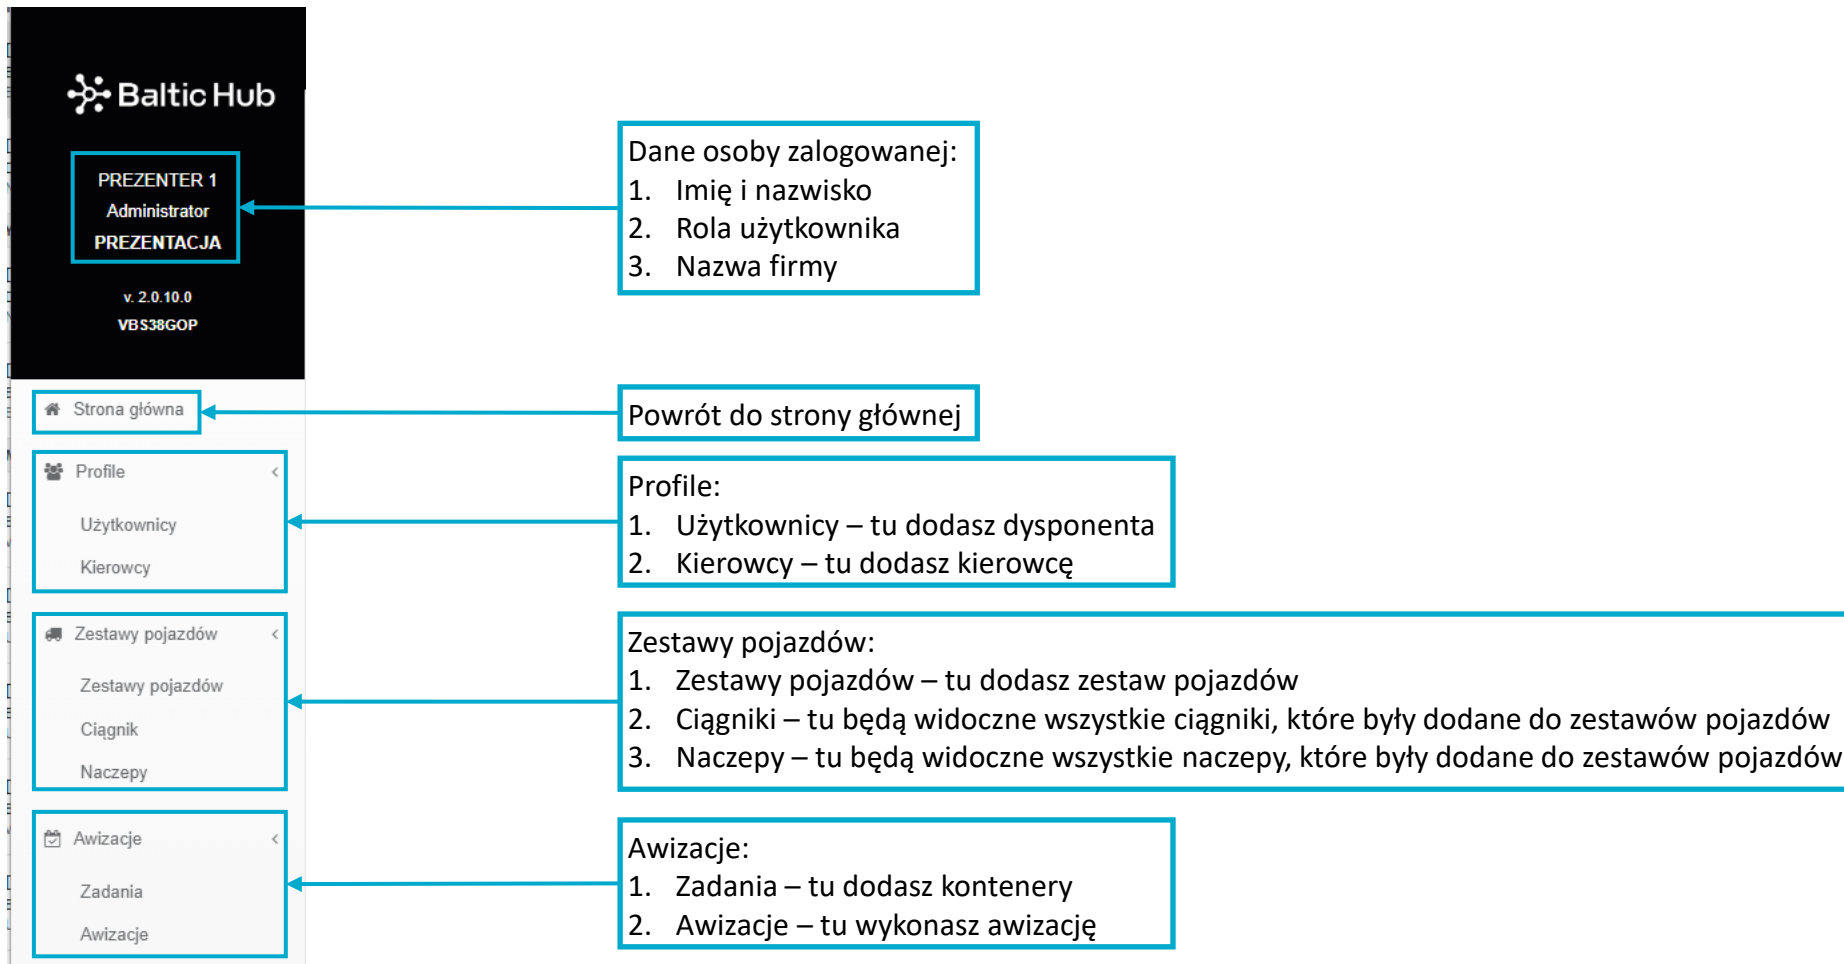 Baltic Hub
PREZENTER 1
Administrator
PREZENTACJA
v. 2.0.10.0
VBS38GOP
Dane osoby zalogowanej:
1. Imię i nazwisko
2. Rola użytkownika
3. Nazwa firmy
Strona główna
Powrót do strony głównej
Profile
Użytkownicy
Kierowcy
Profile:
1. Użytkownicy – tu dodasz dysponenta
2. Kierowcy – tu dodasz kierowcę
Zestawy pojazdów
Zestawy pojazdów
Ciągnik
Naczepy
Zestawy pojazdów:
1. Zestawy pojazdów – tu dodasz zestaw pojazdów
2. Ciągniki – tu będą widoczne wszystkie ciągniki, które były dodane do zestawów pojazdów
3. Naczepy – tu będą widoczne wszystkie naczepy, które były dodane do zestawów pojazdów
Awizacje
Zadania
Awizacje
Awizacje:
1. Zadania – tu dodasz kontenery
2. Awizacje – tu wykonasz awizację